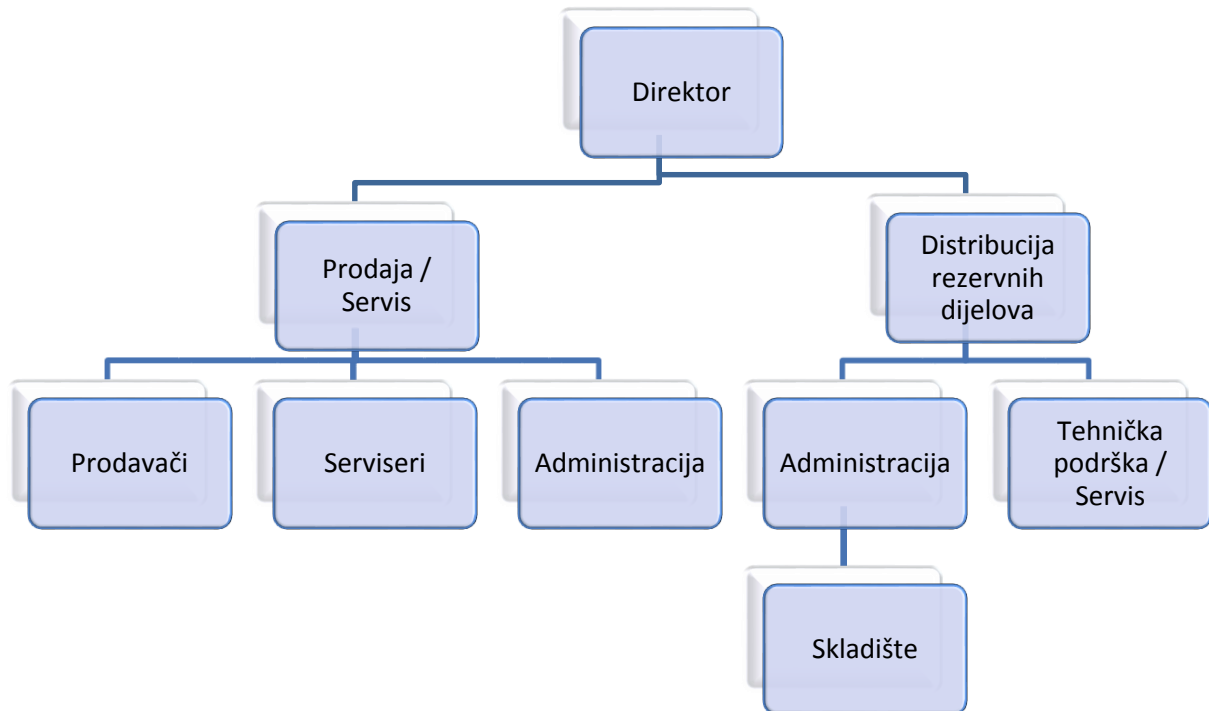 Direktor
Prodaja /
Servis
Distribucija
rezervnih
dijelova
Prodavači
Serviseri
Administracija
Administracija
Tehnička
podrška /
Servis
Skladište